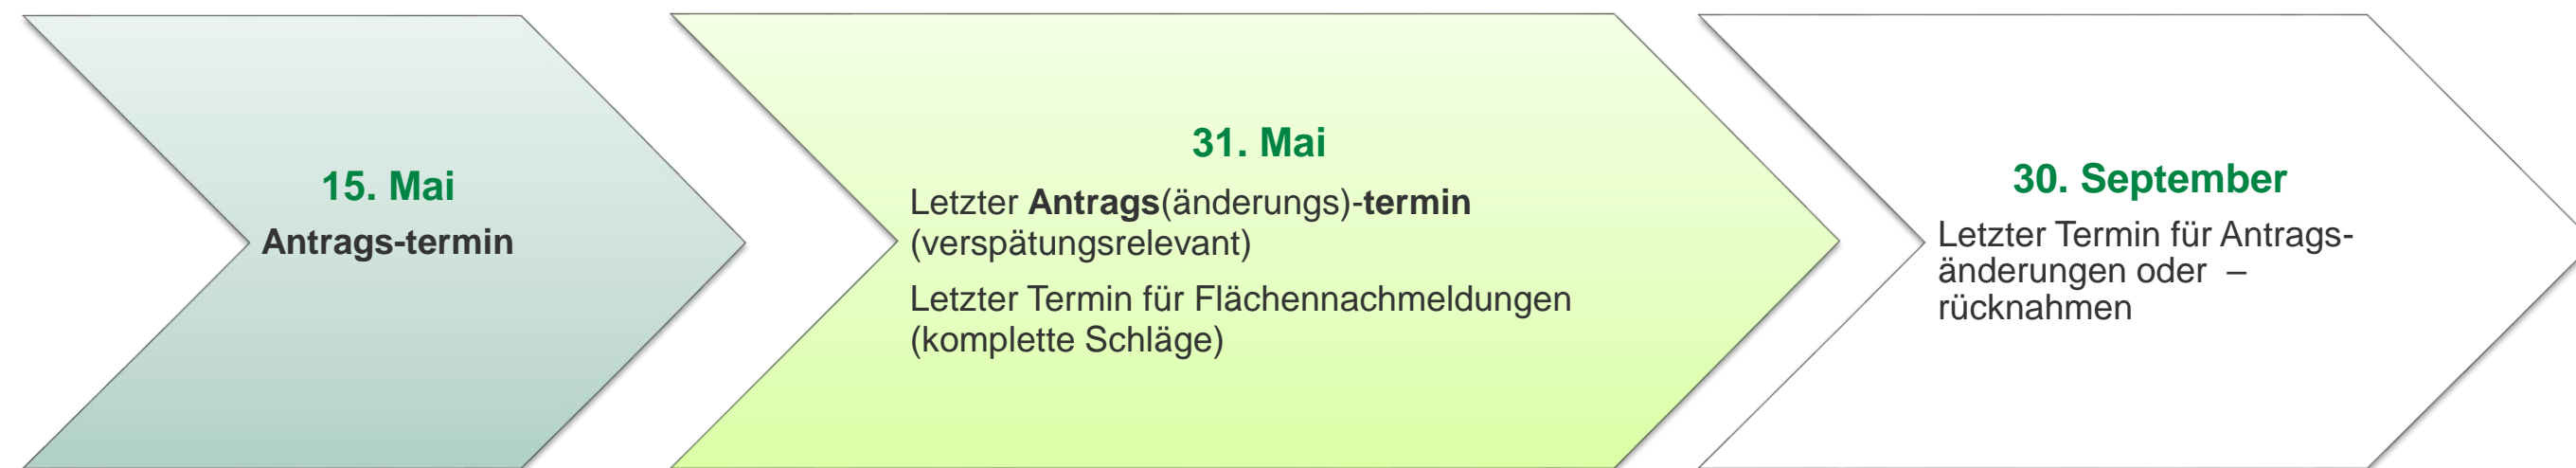 15. Mai
Antrags-termin
31. Mai
Letzter Antrags(änderungs)-termin
(verspätungsrelevant)
Letzter Termin für Flächennachmeldungen
(komplette Schläge)
30. September
Letzter Termin für Antrags-
änderungen oder –
rücknahmen